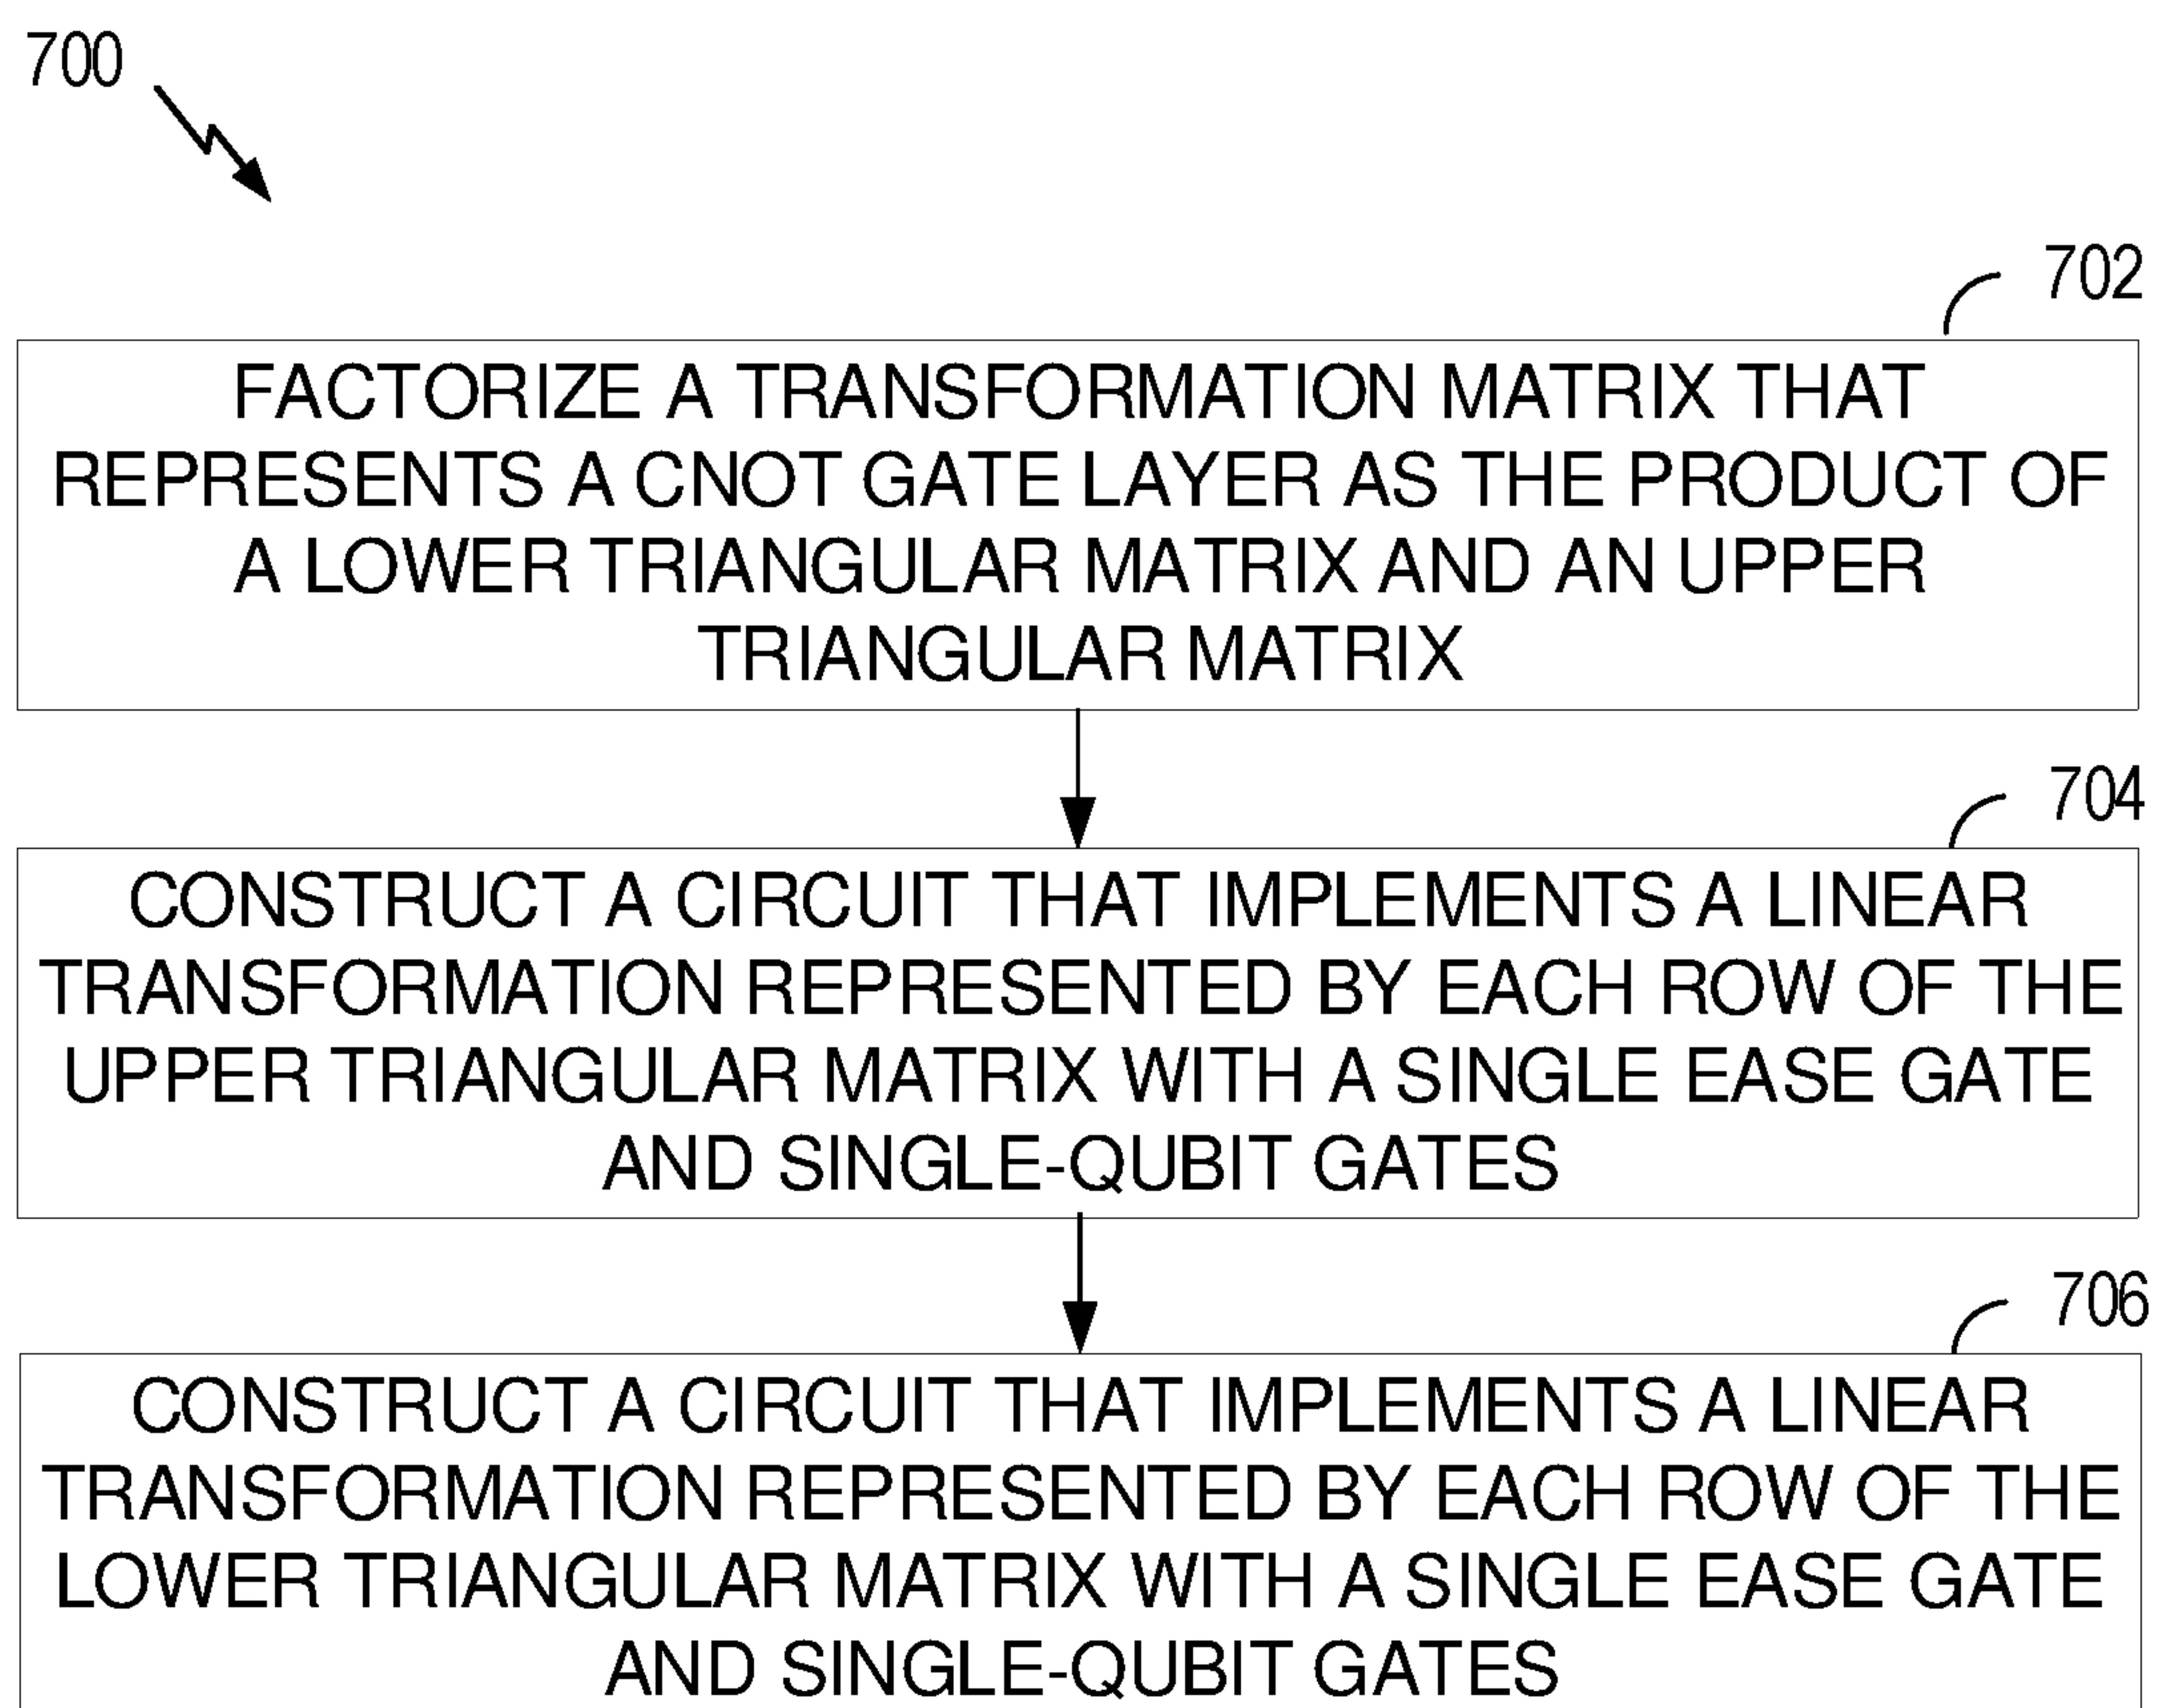 700
702
FACTORIZE A TRANSFORMATION MATRIX THAT
REPRESENTS A CNOT GATE LAYER AS THE PRODUCT OF
A LOWER TRIANGULAR MATRIX AND AN UPPER
TRIANGULAR MATRIX
704
CONSTRUCT A CIRCUIT THAT IMPLEMENTS A LINEAR
TRANSFORMATION REPRESENTED BY EACH ROW OF THE
UPPER TRIANGULAR MATRIX WITH A SINGLE EASE GATE
AND SINGLE-QUBIT GATES
706
CONSTRUCT A CIRCUIT THAT IMPLEMENTS A LINEAR
TRANSFORMATION REPRESENTED BY EACH ROW OF THE
LOWER TRIANGULAR MATRIX WITH A SINGLE EASE GATE
AND SINGLE-QUBIT GATES